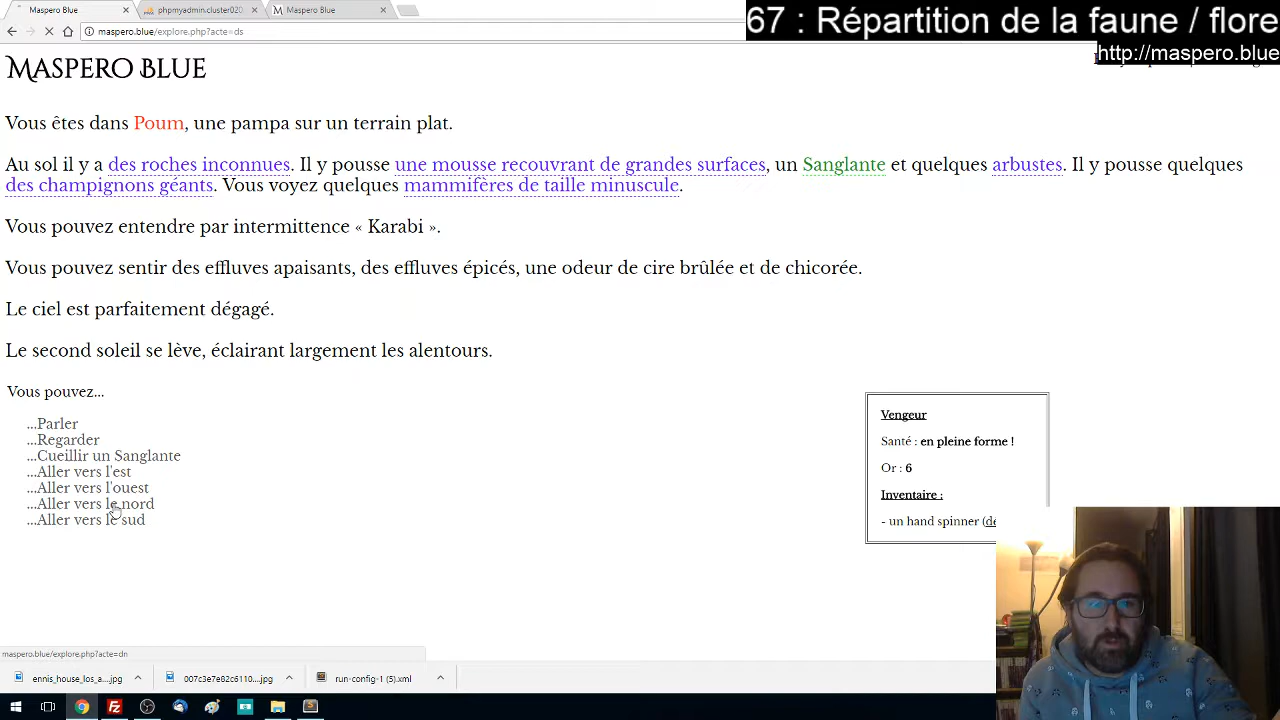 Maspero Blue
phpmyadmin.cluster020
Maspero Blue
maspero.blue/explore.php?acte=ds
67 : Répartition de la faune / flore
http://maspero.blue
MASPERO BLUE
Vous êtes dans Poum, une pampa sur un terrain plat.
Au sol il y a des roches inconnues. Il y pousse une mousse recouvrant de grandes surfaces, un Sanglante et quelques arbustes. Il y pousse quelques
des champignons géants. Vous voyez quelques mammifères de taille minuscule.
Vous pouvez entendre par intermittence « Karabi ».
Vous pouvez sentir des effluves apaisants, des effluves épicés, une odeur de cire brûlée et de chicorée.
Le ciel est parfaitement dégagé.
Le second soleil se lève, éclairant largement les alentours.
Vous pouvez...
...Parler
...Regarder
...Cueillir un Sanglante
...Aller vers l'est
...Aller vers l'ouest
...Aller vers le nord
...Aller vers le sud
Vengeur
Santé : en pleine forme !
Or : 6
Inventaire :
- un hand spinner (dé
maspero.blue/explore.php?acte=dn
ennis_house_los_a....jpg
007c3e7e82c6110....jpg
run-config-1 (5).xml